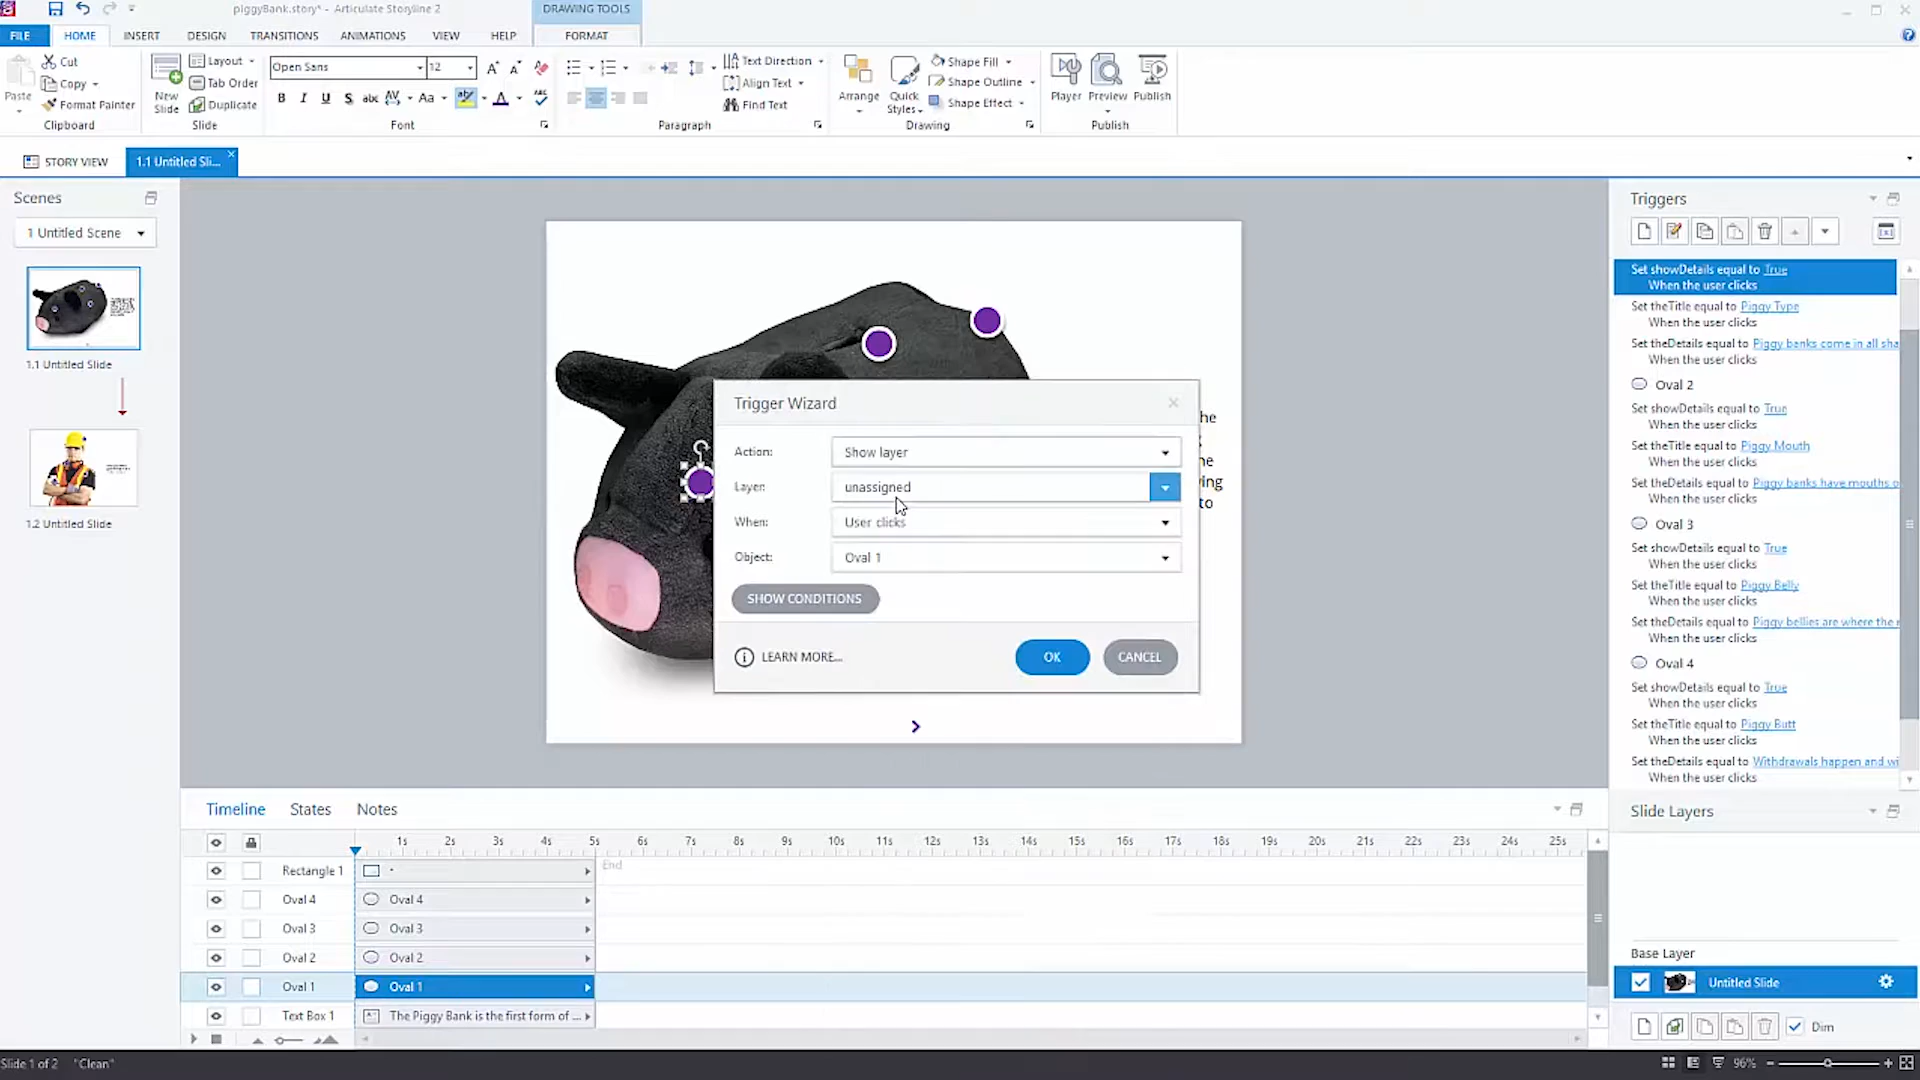 piggyBank.story* - Articulate Storyline 2
DRAWING TOOLS
FILE HOME INSERT DESIGN TRANSITIONS ANIMATIONS VIEW HELP FORMAT
Paste
Cut
Copy
Format Painter
Clipboard
New Slide
Layout
Tab Order
Duplicate
Slide
Open Sans 12
B I U S abc AV Aa A
Font
Text Direction
Align Text
Find Text
Paragraph
Arrange
Quick Styles
Shape Fill
Shape Outline
Shape Effect
Drawing
Player Preview Publish
Publish
STORY VIEW
1.1 Untitled Sli...
Scenes
1 Untitled Scene
1.1 Untitled Slide
1.2 Untitled Slide
he
he
ving
to
Trigger Wizard
Action: Show layer
Layer: unassigned
When: User clicks
Object: Oval 1
SHOW CONDITIONS
LEARN MORE...
OK
CANCEL
Triggers
Set showDetails equal to True
When the user clicks
Set theTitle equal to Piggy Type
When the user clicks
Set theDetails equal to Piggy banks come in all sha
When the user clicks
Oval 2
Set showDetails equal to True
When the user clicks
Set theTitle equal to Piggy Mouth
When the user clicks
Set theDetails equal to Piggy banks have mouths o
When the user clicks
Oval 3
Set showDetails equal to True
When the user clicks
Set theTitle equal to Piggy Belly
When the user clicks
Set theDetails equal to Piggy bellies are where the
When the user clicks
Oval 4
Set showDetails equal to True
When the user clicks
Set theTitle equal to Piggy Butt
When the user clicks
Set theDetails equal to Withdrawals happen and wi
When the user clicks
Timeline States Notes
1s 2s 3s 4s 5s 6s 7s 8s 9s 10s 11s 12s 13s 14s 15s 16s 17s 18s 19s 20s 21s 22s 23s 24s 25s
Rectangle 1
End
Oval 4 Oval 4
Oval 3 Oval 3
Oval 2 Oval 2
Oval 1 Oval 1
Text Box 1 The Piggy Bank is the first form of ...
Slide Layers
Base Layer
Untitled Slide
Dim
Slide 1 of 2 "Clean"
96%